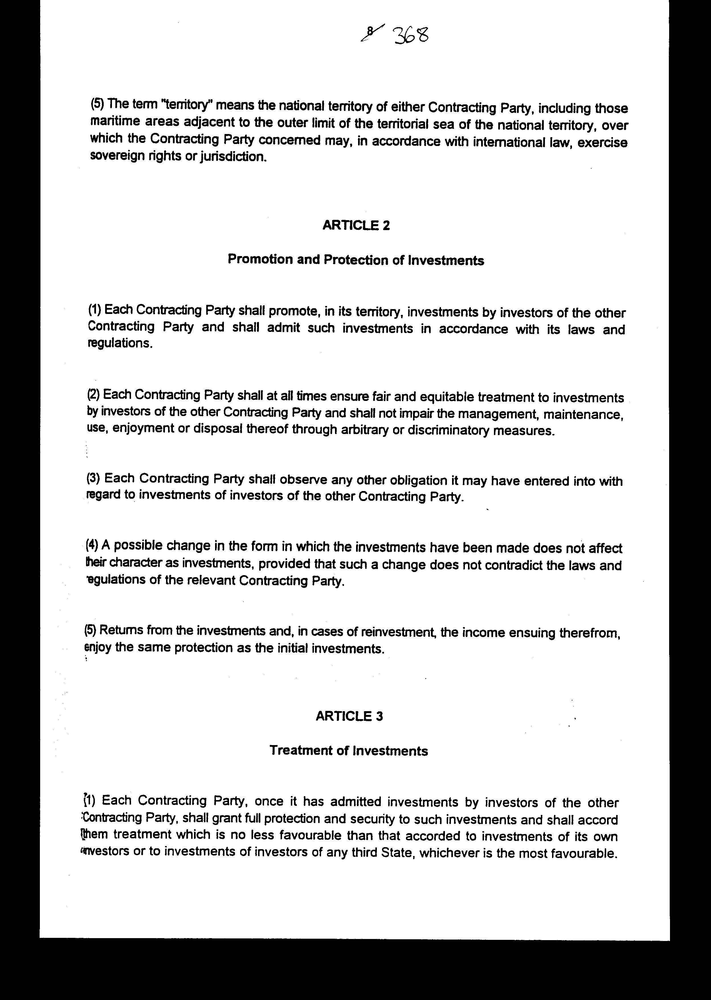 8 368
(5) The term "territory" means the national territory of either Contracting Party, including those
maritime areas adjacent to the outer limit of the territorial sea of the national territory, over
which the Contracting Party concerned may, in accordance with international law, exercise
sovereign rights or jurisdiction.
ARTICLE 2
Promotion and Protection of Investments
(1) Each Contracting Party shall promote, in its territory, investments by investors of the other
Contracting Party and shall admit such investments in accordance with its laws and
regulations.
(2) Each Contracting Party shall at all times ensure fair and equitable treatment to investments
by investors of the other Contracting Party and shall not impair the management, maintenance,
use, enjoyment or disposal thereof through arbitrary or discriminatory measures.
(3) Each Contracting Party shall observe any other obligation it may have entered into with
regard to investments of investors of the other Contracting Party.
(4) A possible change in the form in which the investments have been made does not affect
their character as investments, provided that such a change does not contradict the laws and
regulations of the relevant Contracting Party.
(5) Returns from the investments and, in cases of reinvestment, the income ensuing therefrom,
enjoy the same protection as the initial investments.
ARTICLE 3
Treatment of Investments
(1) Each Contracting Party, once it has admitted investments by investors of the other
Contracting Party, shall grant full protection and security to such investments and shall accord
them treatment which is no less favourable than that accorded to investments of its own
investors or to investments of investors of any third State, whichever is the most favourable.